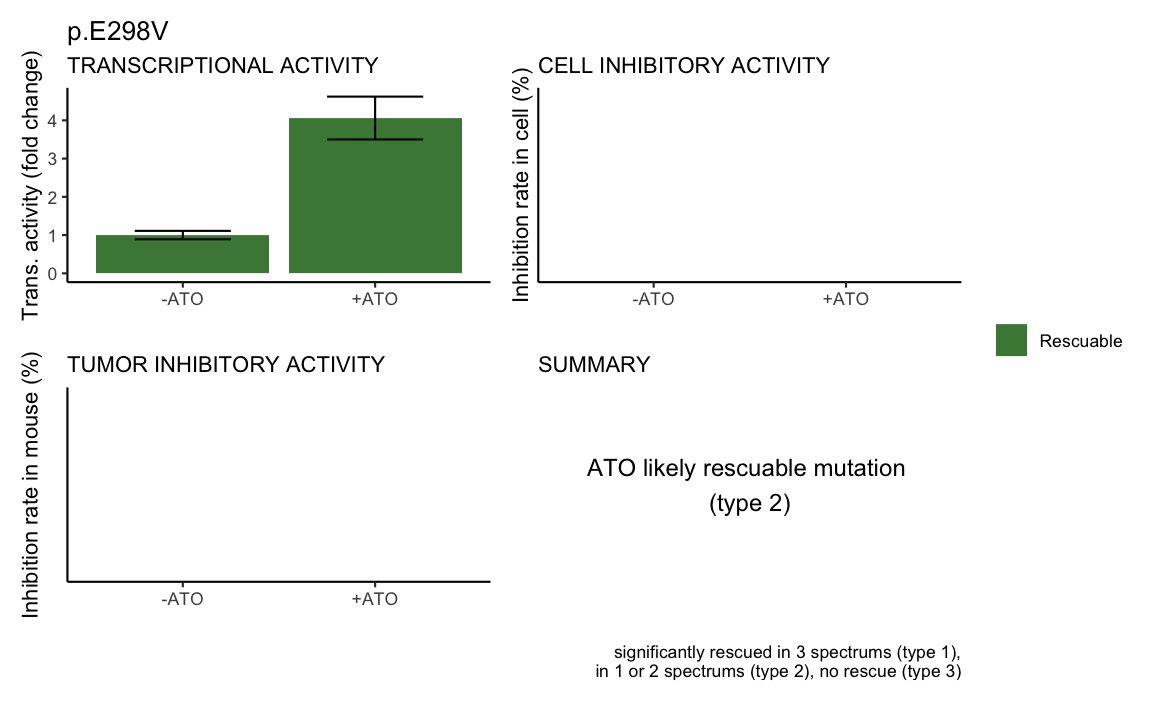 p.E298V
TRANSCRIPTIONAL ACTIVITY
Trans. activity (fold change)
4
3
2
1
0
-ATO
+ATO
CELL INHIBITORY ACTIVITY
Inhibition rate in cell (%)
-ATO
+ATO
Rescuable
TUMOR INHIBITORY ACTIVITY
Inhibition rate in mouse (%)
-ATO
+ATO
SUMMARY
ATO likely rescuable mutation
(type 2)
significantly rescued in 3 spectrums (type 1),
in 1 or 2 spectrums (type 2), no rescue (type 3)